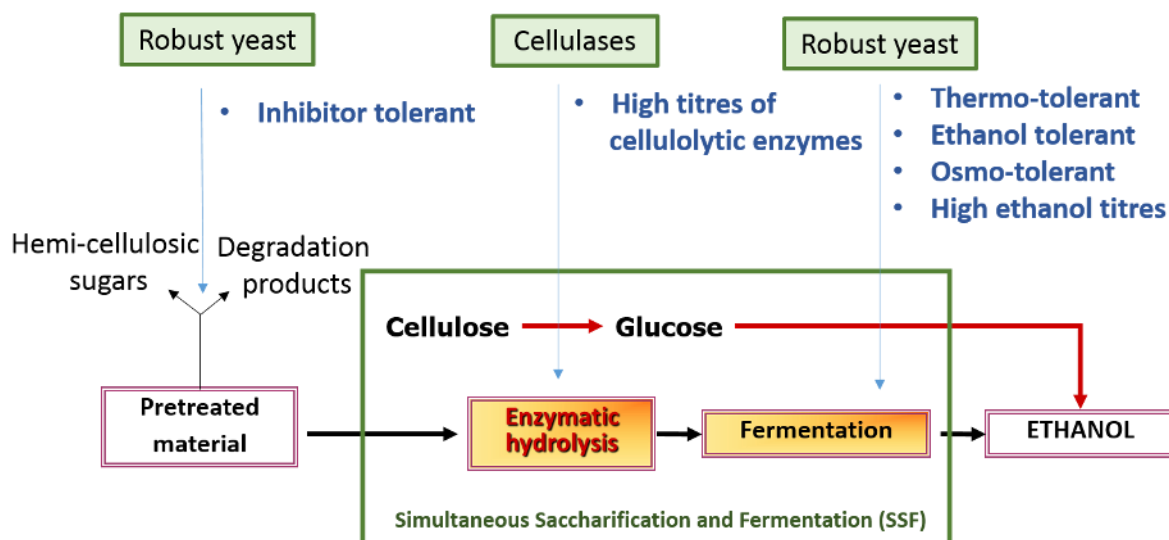 Robust yeast
Cellulases
Robust yeast
• Inhibitor tolerant
• High titres of
cellulolytic enzymes
• Thermo-tolerant
• Ethanol tolerant
• Osmo-tolerant
• High ethanol titres
Hemi-cellulosic
sugars
Degradation
products
Cellulose
Glucose
Pretreated
material
Enzymatic
hydrolysis
Fermentation
ETHANOL
Simultaneous Saccharification and Fermentation (SSF)